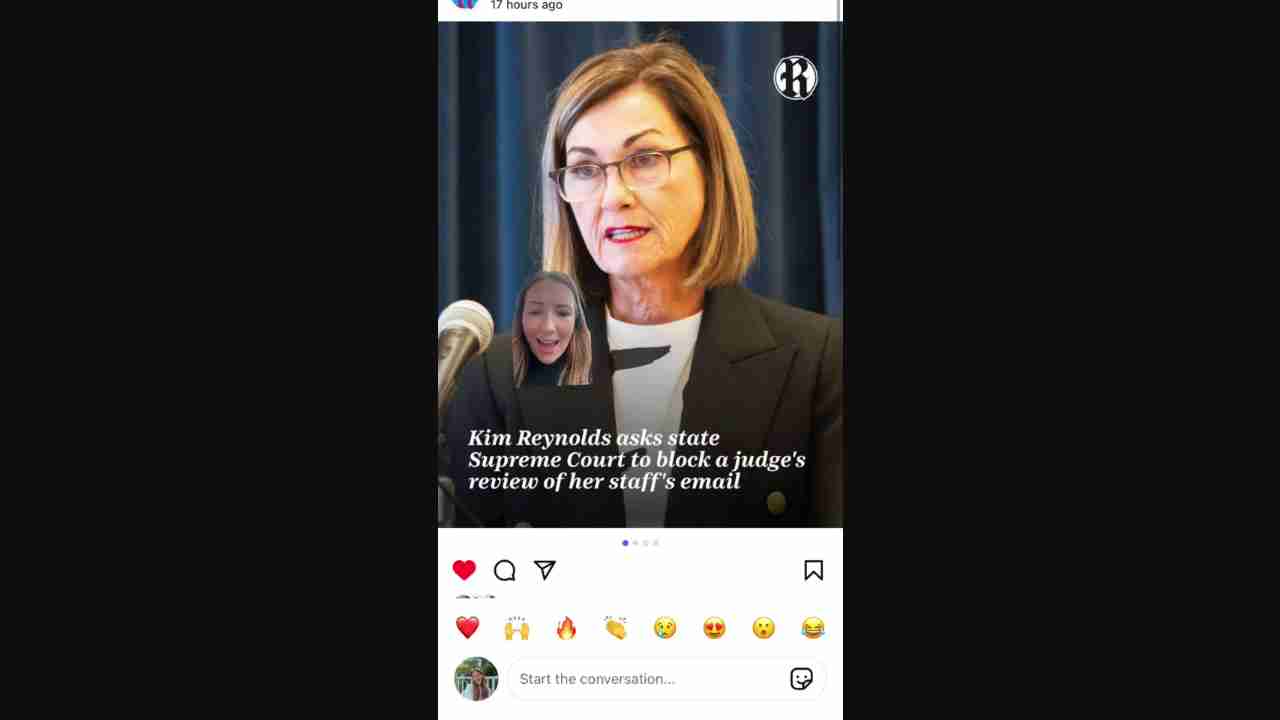 17 hours ago
R
Kim Reynolds asks state
Supreme Court to block a judge's
review of her staff's email
Start the conversation...